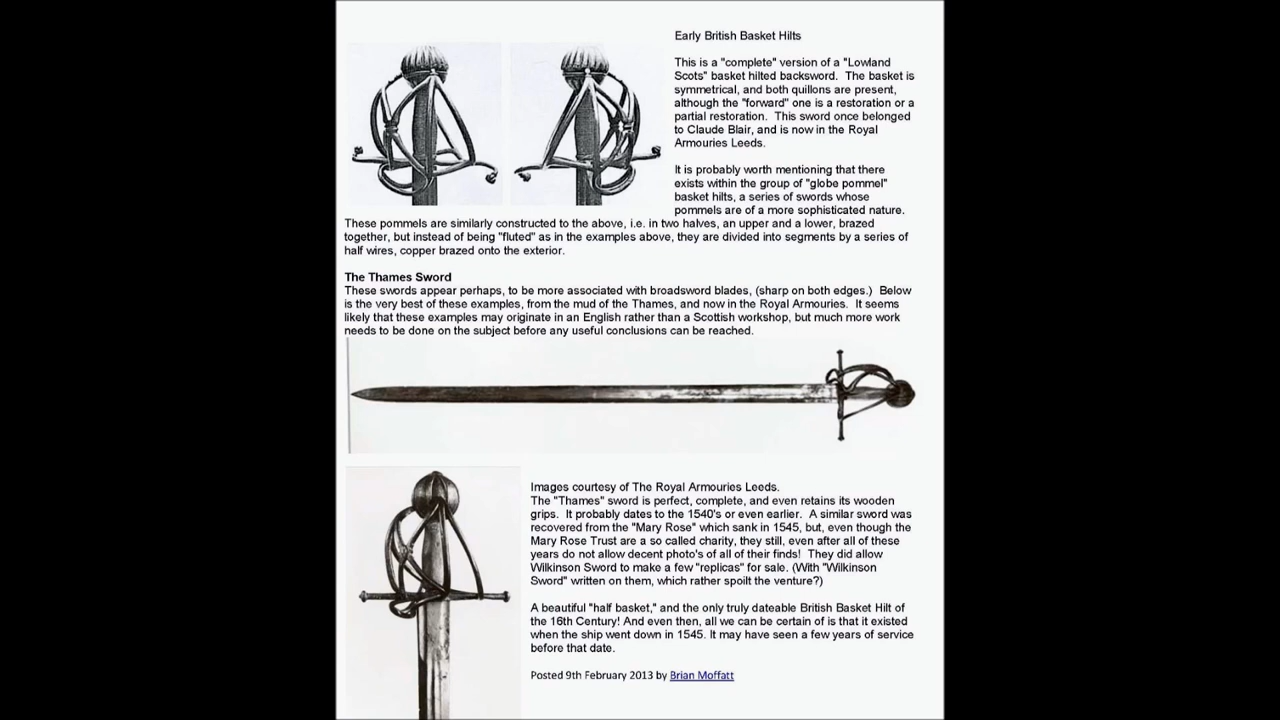 Early British Basket Hilts
This is a "complete" version of a "Lowland
Scots" basket hilted backsword. The basket is
symmetrical, and both quillons are present,
although the "forward" one is a restoration or a
partial restoration. This sword once belonged
to Claude Blair, and is now in the Royal
Armouries Leeds.
It is probably worth mentioning that there
exists within the group of "globe pommel"
basket hilts, a series of swords whose
pommels are of a more sophisticated nature.
These pommels are similarly constructed to the above, i.e. in two halves, an upper and a lower, brazed
together, but instead of being "fluted" as in the examples above, they are divided into segments by a series of
half wires, copper brazed onto the exterior.
The Thames Sword
These swords appear perhaps, to be more associated with broadsword blades, (sharp on both edges.) Below
is the very best of these examples, from the mud of the Thames, and now in the Royal Armouries. It seems
likely that these examples may originate in an English rather than a Scottish workshop, but much more work
needs to be done on the subject before any useful conclusions can be reached.
Images courtesy of The Royal Armouries Leeds.
The "Thames" sword is perfect, complete, and even retains its wooden
grips. It probably dates to the 1540's or even earlier. A similar sword was
recovered from the "Mary Rose" which sank in 1545, but, even though the
Mary Rose Trust are a so called charity, they still, even after all of these
years do not allow decent photo's of all of their finds! They did allow
Wilkinson Sword to make a few "replicas" for sale. (With "Wilkinson
Sword" written on them, which rather spoilt the venture?)
A beautiful "half basket," and the only truly dateable British Basket Hilt of
the 16th Century! And even then, all we can be certain of is that it existed
when the ship went down in 1545. It may have seen a few years of service
before that date.
Posted 9th February 2013 by Brian Moffatt